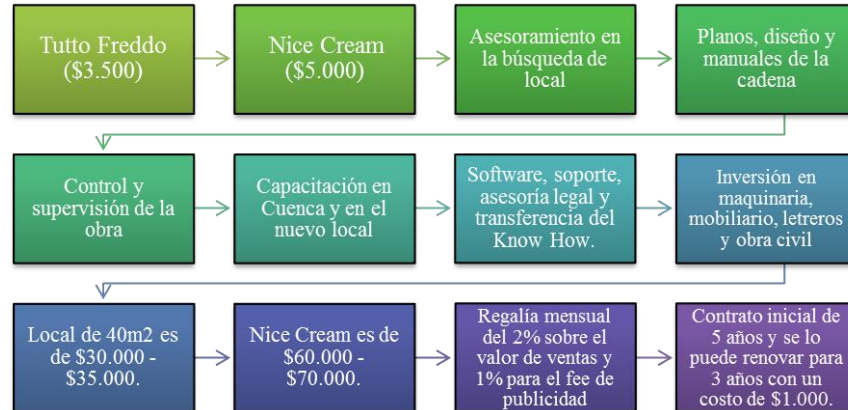 Tutto Freddo
($3.500)
Nice Cream
($5.000)
Asesoramiento en
la búsqueda de
local
Planos, diseño y
manuales de la
cadena
Control y
supervisión de la
obra
Capacitación en
Cuenca y en el
nuevo local
Software, soporte,
asesoría legal y
transferencia del
Know How.
Inversión en
maquinaria,
mobiliario, letreros
y obra civil
Local de 40m2 es
de $30.000 -
$35.000.
Nice Cream es de
$60.000 -
$70.000.
Regalía mensual
del 2% sobre el
valor de ventas y
1% para el fee de
publicidad
Contrato inicial de
5 años y se lo
puede renovar para
3 años con un
costo de $1.000.